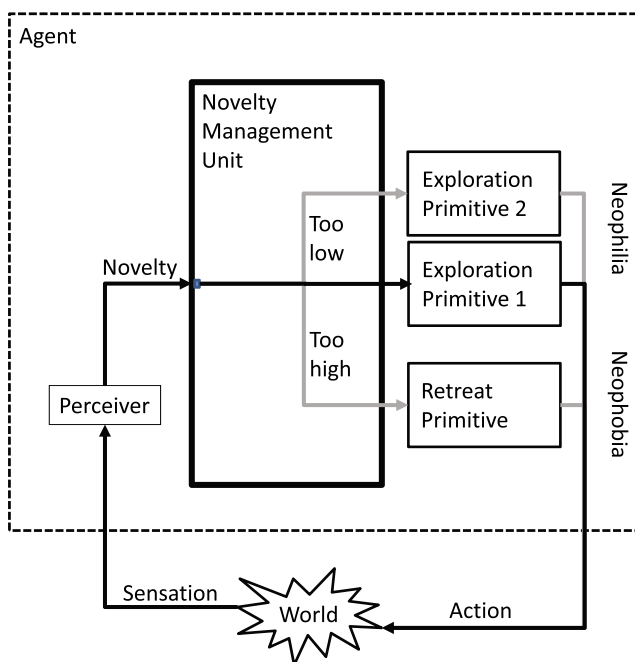 Agent
Novelty
Management
Unit
Exploration
Primitive 2
Neophilia
Too
low
Novelty
Exploration
Primitive 1
Too
high
Neophobia
Perceiver
Retreat
Primitive
Sensation
World
Action